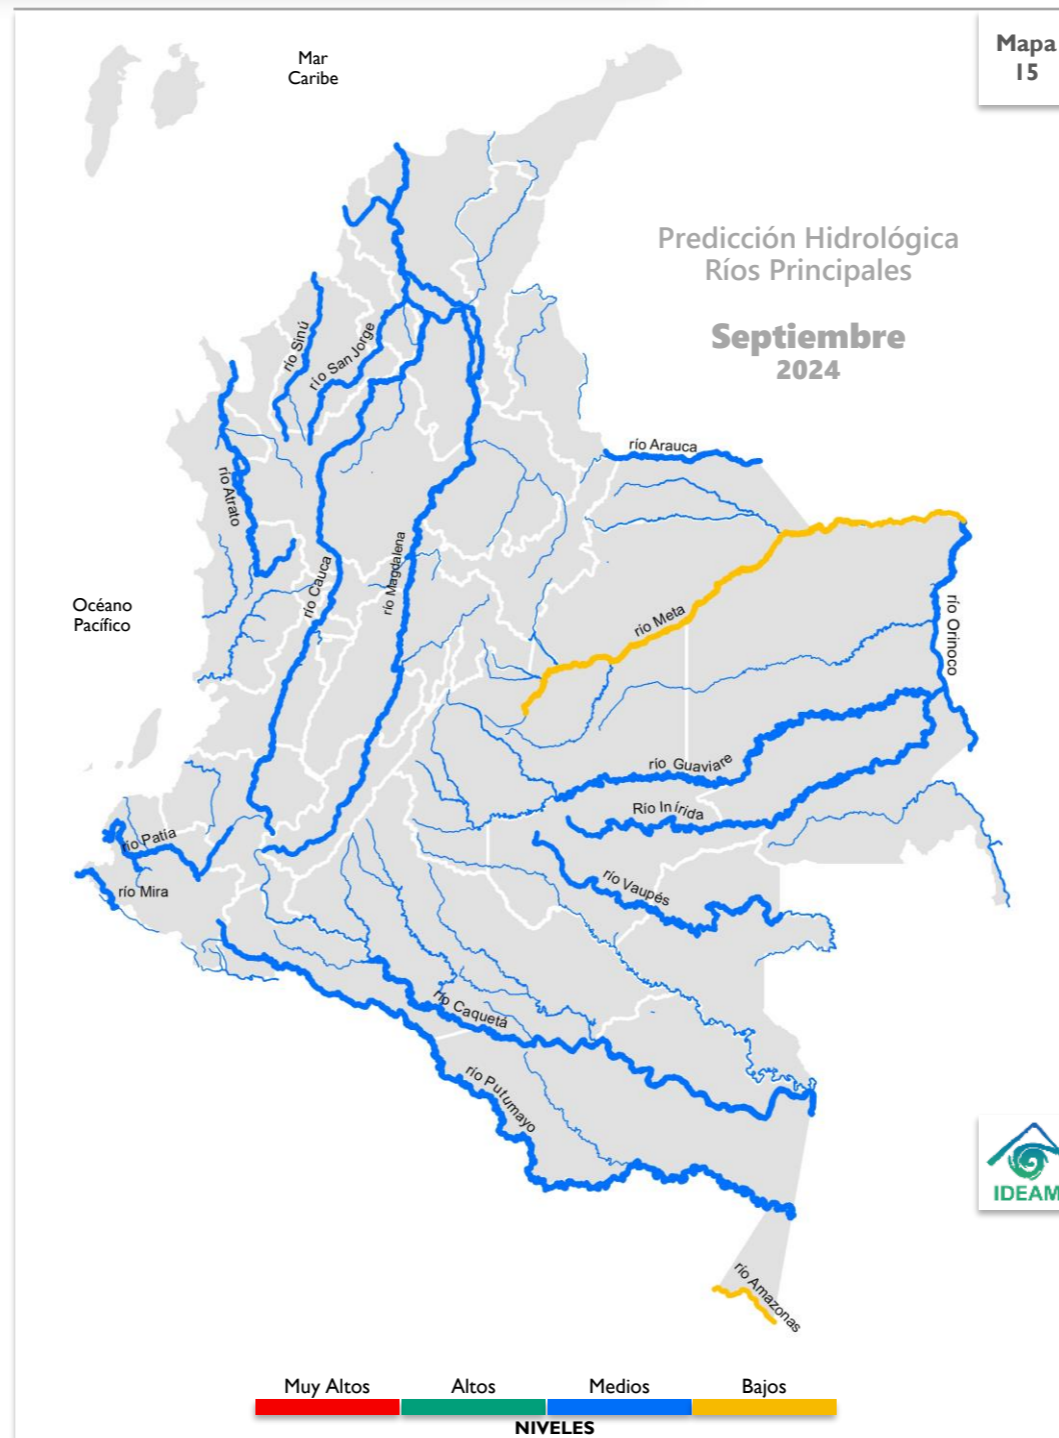 Mapa
15
Mar
Caribe
Predicción Hidrológica
Ríos Principales
Septiembre
2024
río Sinú
río San Jorge
río Arauca
río Atrato
río Cauca
río Magdalena
río Meta
río Orinoco
Océano
Pacífico
río Guaviare
Río Inírida
río Patía
río Mira
río Vaupés
río Caquetá
río Putumayo
IDEAM
río Amazonas
Muy Altos
Altos
Medios
Bajos
NIVELES